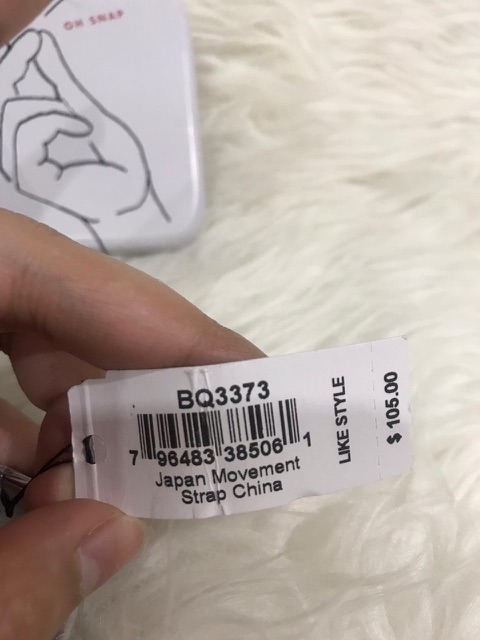 OH SNAP
BQ3373
7 96483 38506 1
Japan Movement
Strap China
LIKE STYLE
$ 105.00